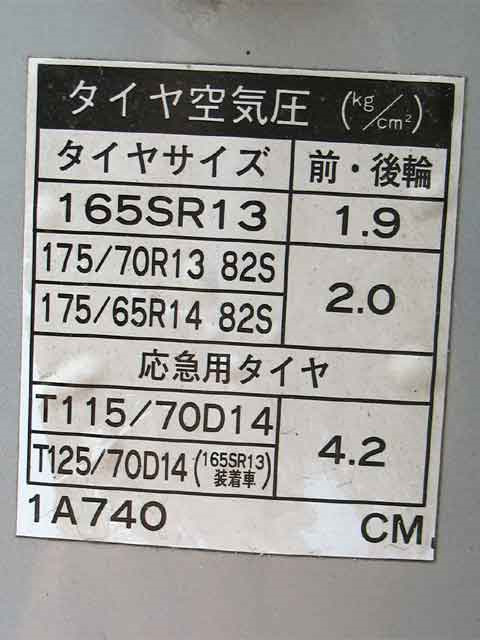 タイヤ空気圧 (kg/cm²)
タイヤサイズ 前・後輪
165SR13 1.9
175/70R13 82S
175/65R14 82S 2.0
応急用タイヤ
T115/70D14
T125/70D14(165SR13)装着車 4.2
1A740 CM